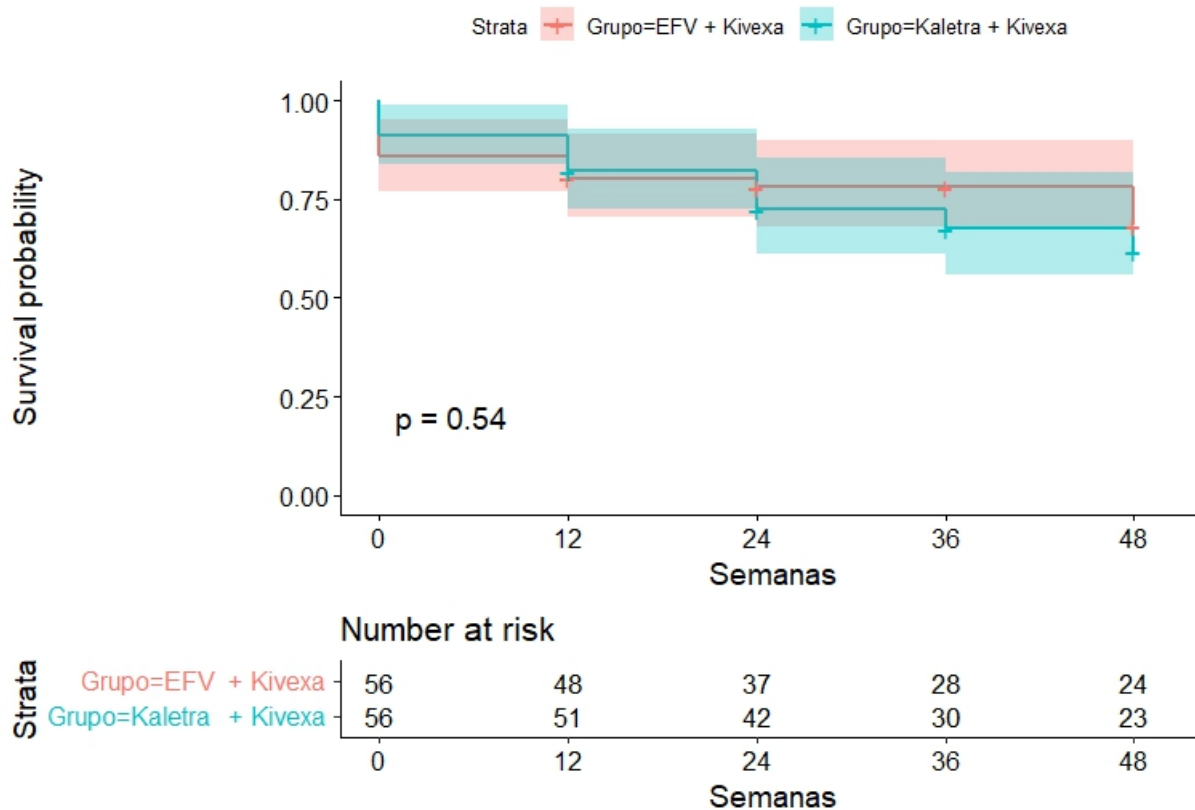 Strata Grupo=EFV + Kivexa Grupo=Kaletra + Kivexa
Survival probability
1.00
0.75
0.50
0.25
0.00
p = 0.54
0 12 24 36 48
Semanas
Number at risk
Strata
Grupo=EFV + Kivexa 56 48 37 28 24
Grupo=Kaletra + Kivexa 56 51 42 30 23
0 12 24 36 48
Semanas